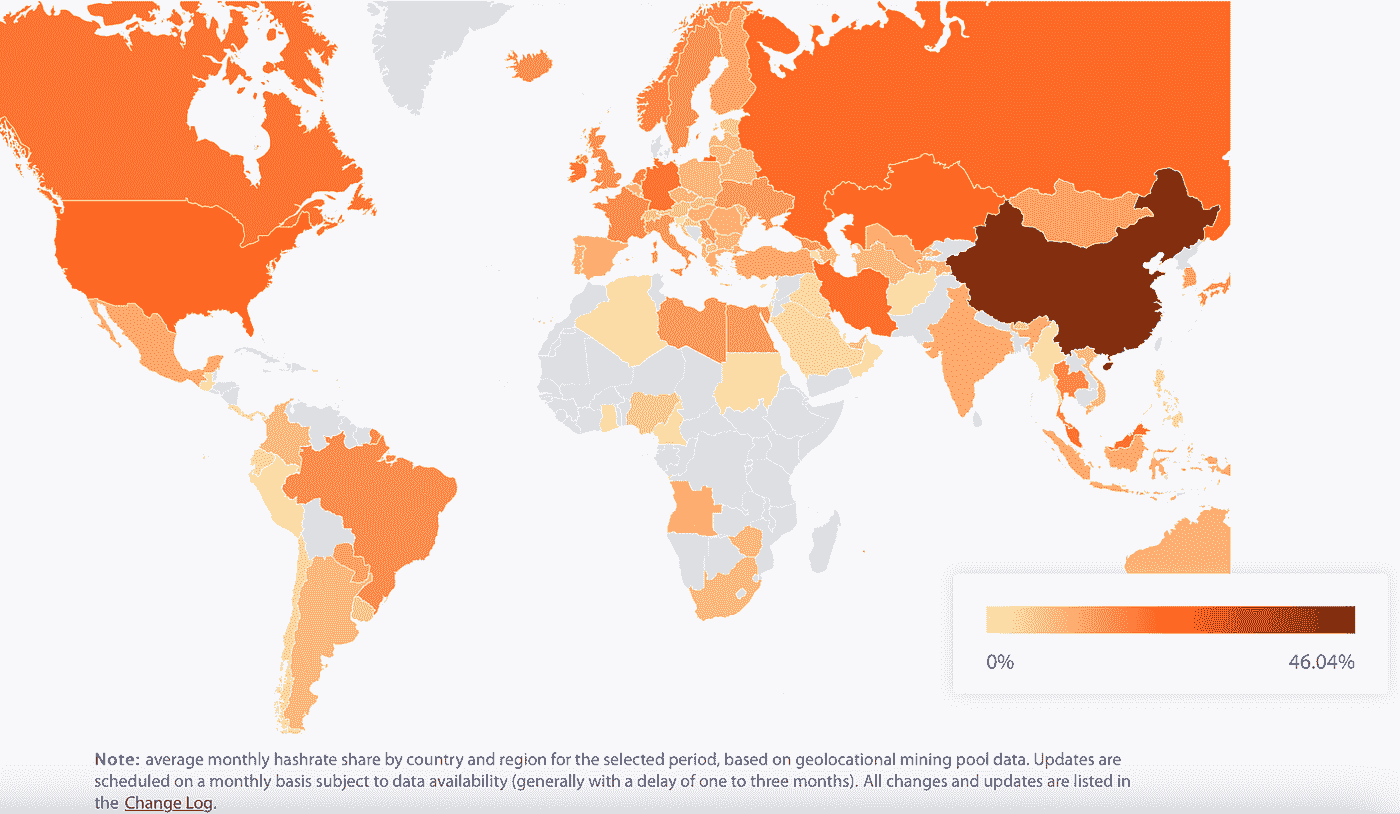 0%
46.04%
Note: average monthly hashrate share by country and region for the selected period, based on geolocational mining pool data. Updates are
scheduled on a monthly basis subject to data availability (generally with a delay of one to three months). All changes and updates are listed in
the Change Log.